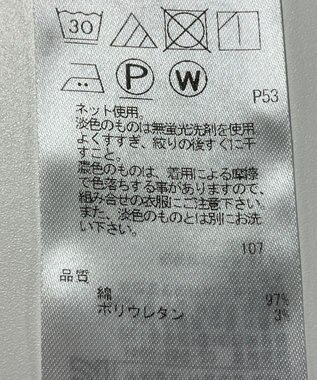 30
P W
P53
ネット使用。
淡色のものは無蛍光洗剤を使用
よくすすぎ、絞りの後すぐに干
すこと。
濃色のものは、着用による摩擦
で色落ちする事がありますので、
組み合せの衣服にご注意下さい。
また、淡色のものとは別にお洗
い下さい。
107
品質
綿 97%
ポリウレタン 3%